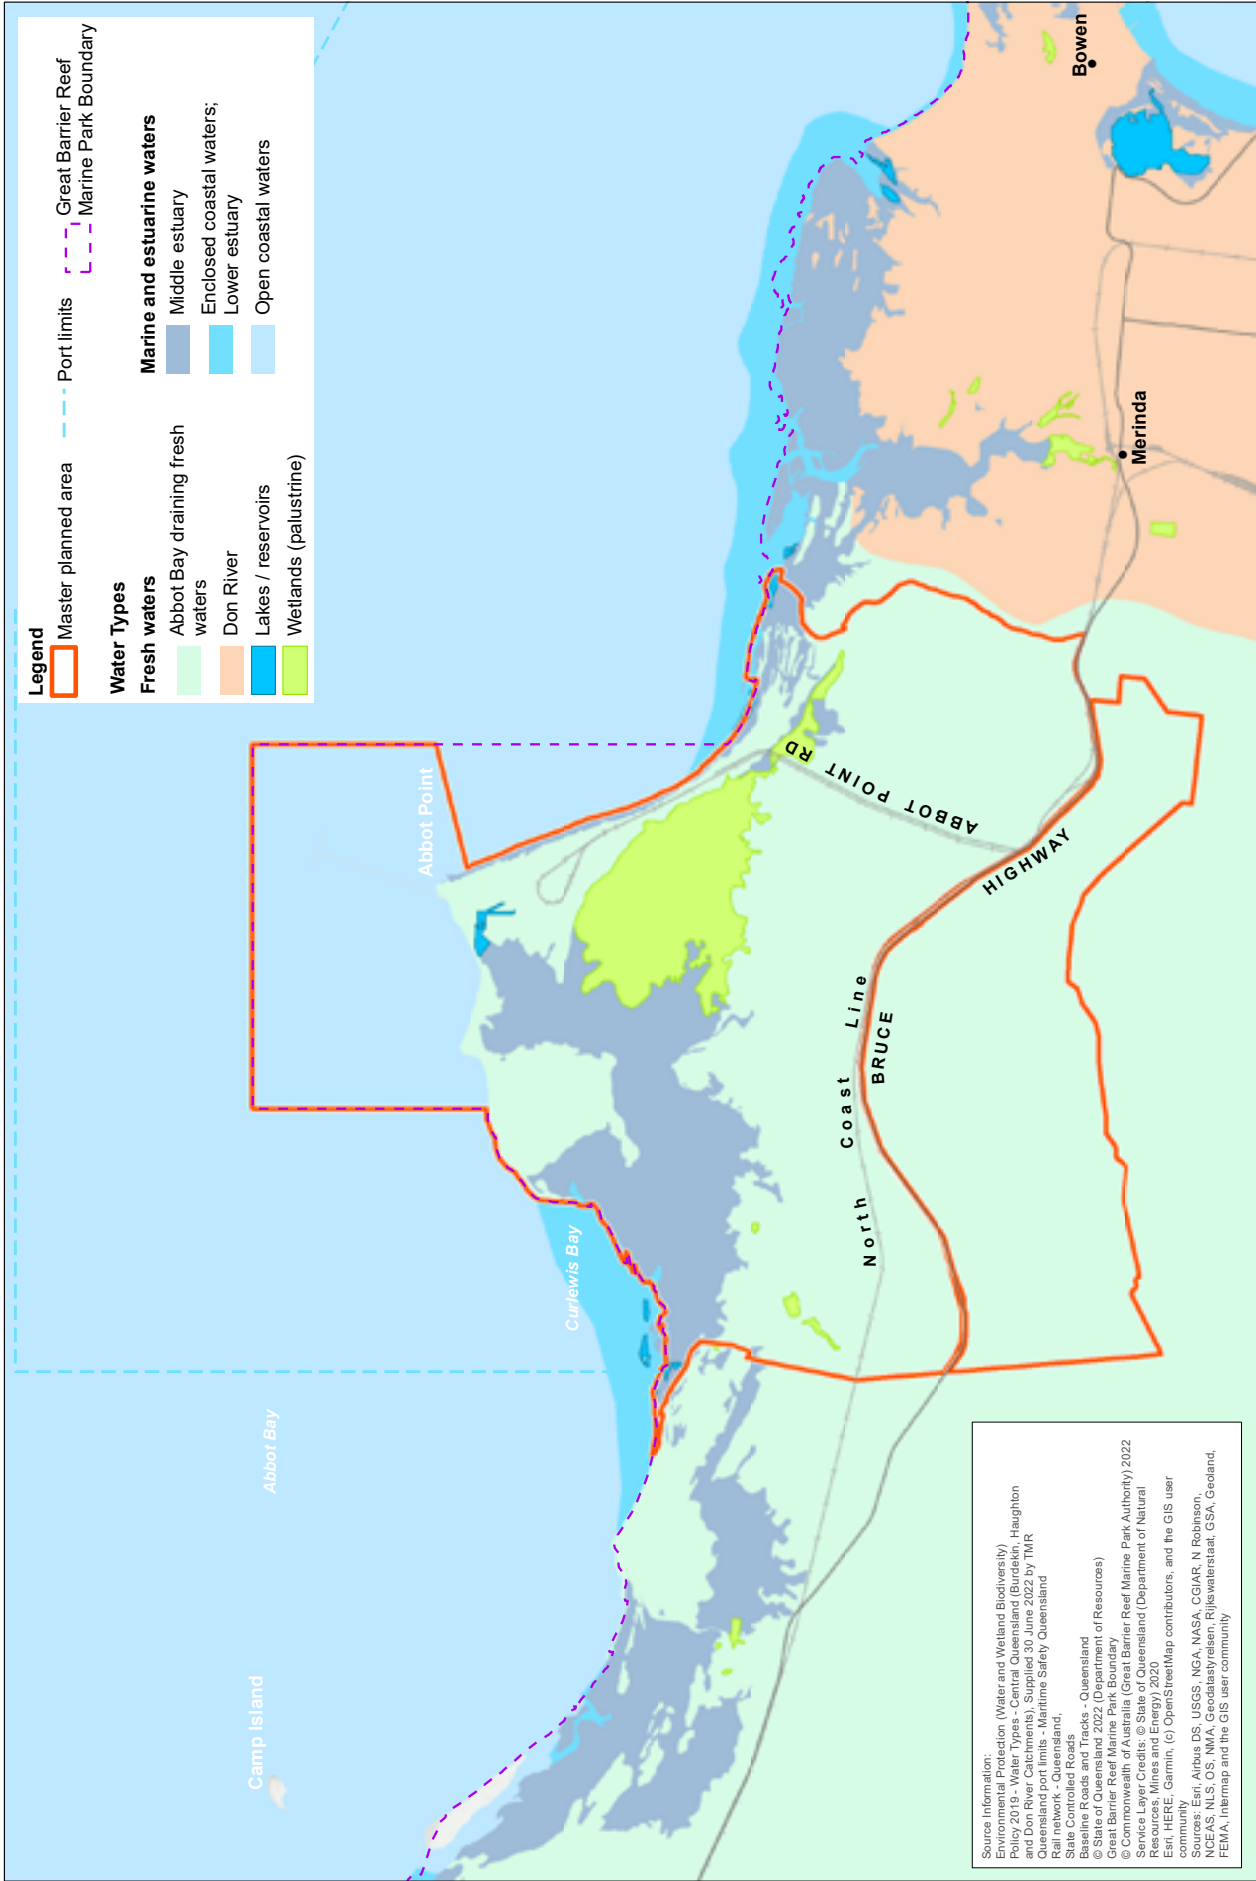 Legend
Master planned area
Port limits
Great Barrier Reef
Marine Park Boundary
Water Types
Fresh waters
Abbot Bay draining fresh
waters
Don River
Lakes / reservoirs
Wetlands (palustrine)
Marine and estuarine waters
Middle estuary
Enclosed coastal waters;
Lower estuary
Open coastal waters
Camp Island
Abbot Bay
Curlewis Bay
Abbot Point
ABBOT POINT RD
North Coast Line
BRUCE HIGHWAY
Merinda
Bowen
Source Information:
Environmental Protection (Water and Wetland Biodiversity)
Policy 2019 - Water Types - Central Queensland (Burdekin, Haughton
and Don River Catchments), Supplied 30 June 2022 by TMR
Queensland port limits - Maritime Safety Queensland
Rail network - Queensland,
State Controlled Roads
Baseline Roads and Tracks - Queensland
© State of Queensland 2022 (Department of Resources)
Great Barrier Reef Marine Park Boundary
© Commonwealth of Australia (Great Barrier Reef Marine Park Authority) 2022
Service Layer Credits: © State of Queensland (Department of Natural
Resources, Mines and Energy) 2020
Esri, HERE, Garmin, (c) OpenStreetMap contributors, and the GIS user
community
Sources: Esri, Airbus DS, USGS, NGA, NASA, CGIAR, N Robinson,
NCEAS, NLS, OS, NMA, Geodatastyrelsen, Rijkswaterstaat, GSA, Geoland,
FEMA, Intermap and the GIS user community